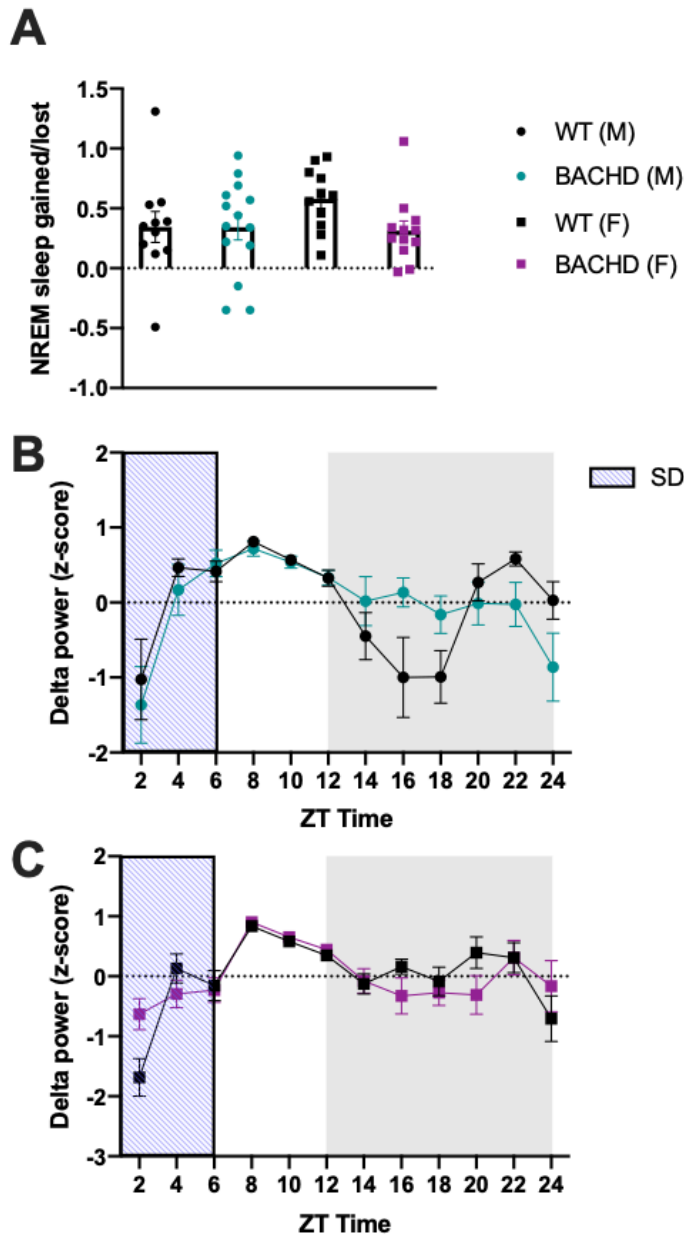 A
NREM sleep gained/lost
1.5
1.0
0.5
0.0
-0.5
-1.0
WT (M)
BACHD (M)
WT (F)
BACHD (F)
B
Delta power (z-score)
2
1
0
-1
-2
2 4 6 8 10 12 14 16 18 20 22 24
ZT Time
SD
C
Delta power (z-score)
2
1
0
-1
-2
-3
2 4 6 8 10 12 14 16 18 20 22 24
ZT Time